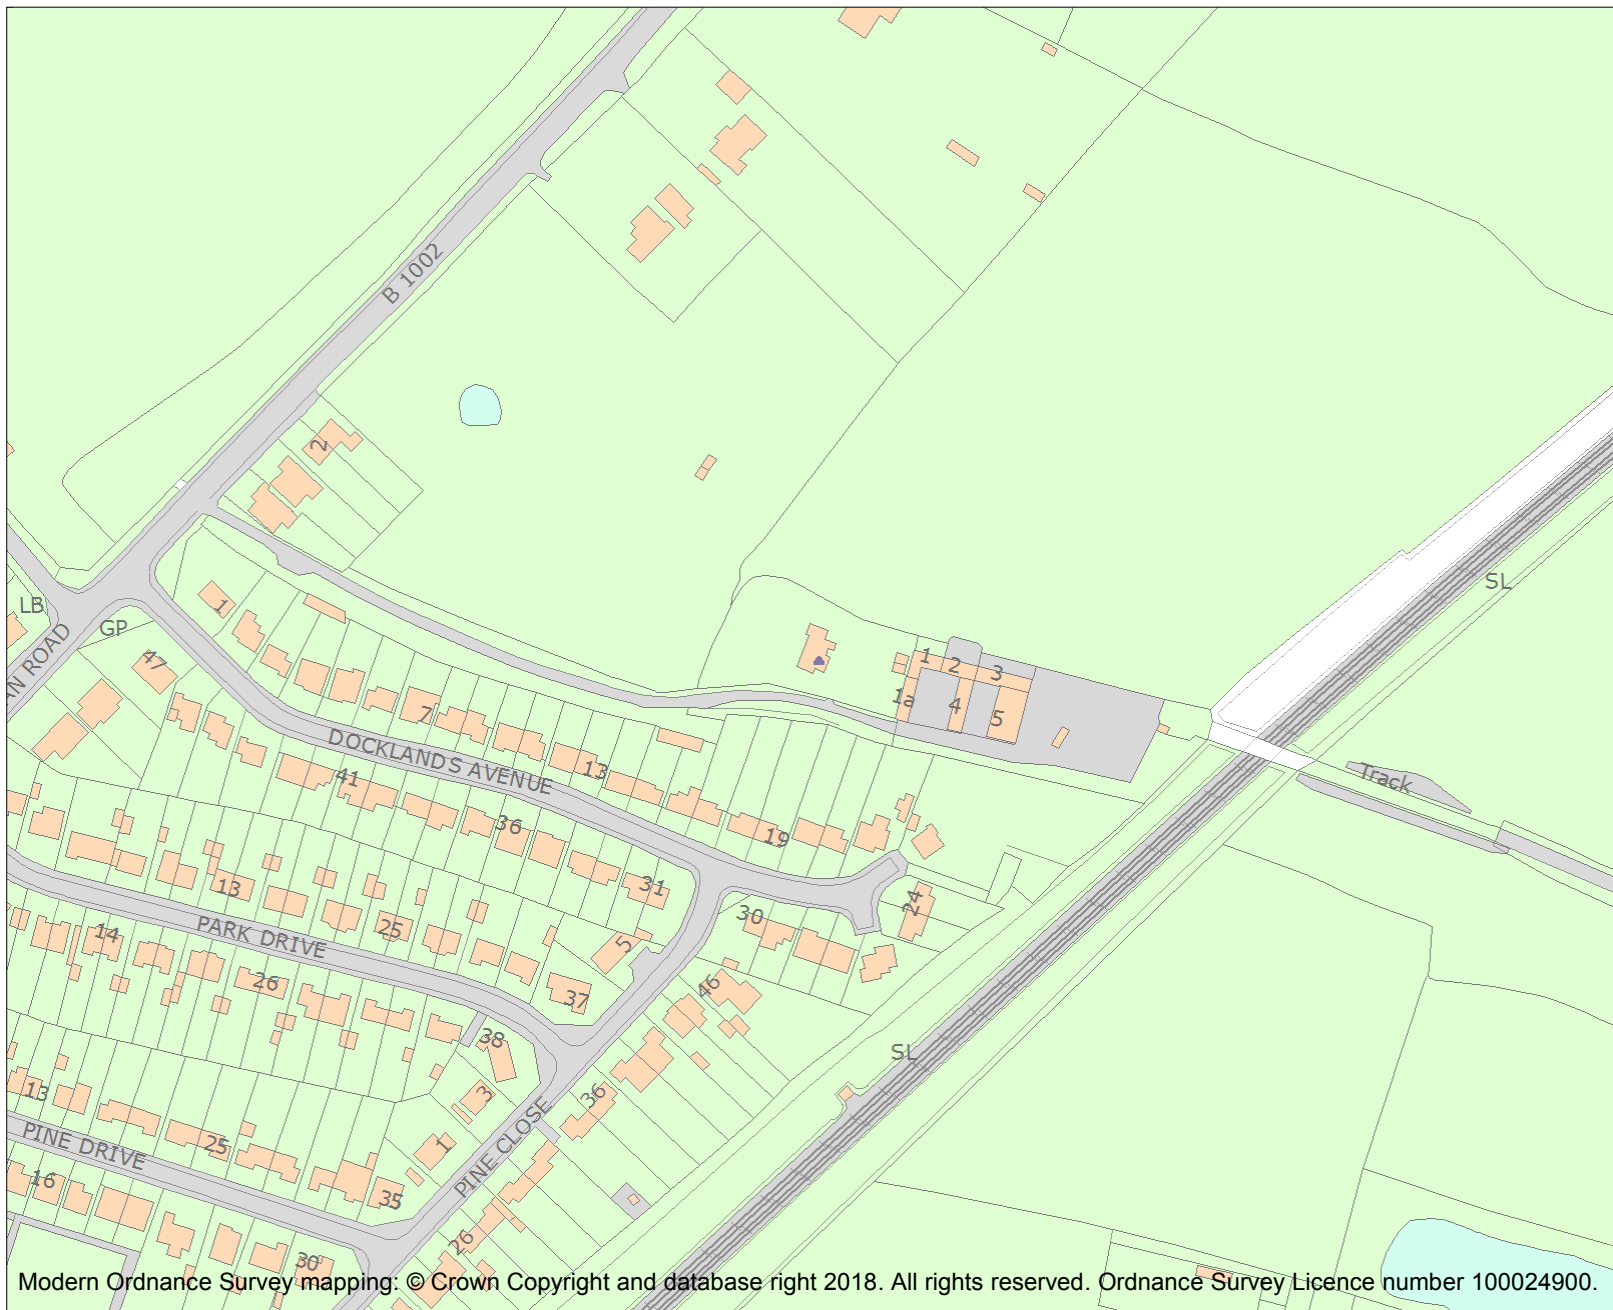 B 1002
2
LB
GP
AN ROAD
1
47
7
DOCKLANDS AVENUE
13
41
36
19
31
30
24
1
2
3
1a
4
5
SL
Track
13
14
PARK DRIVE
25
26
5
37
46
38
3
36
1
PINE CLOSE
SL
13
PINE DRIVE
25
16
35
26
30
Modern Ordnance Survey mapping: © Crown Copyright and database right 2018. All rights reserved. Ordnance Survey Licence number 100024900.